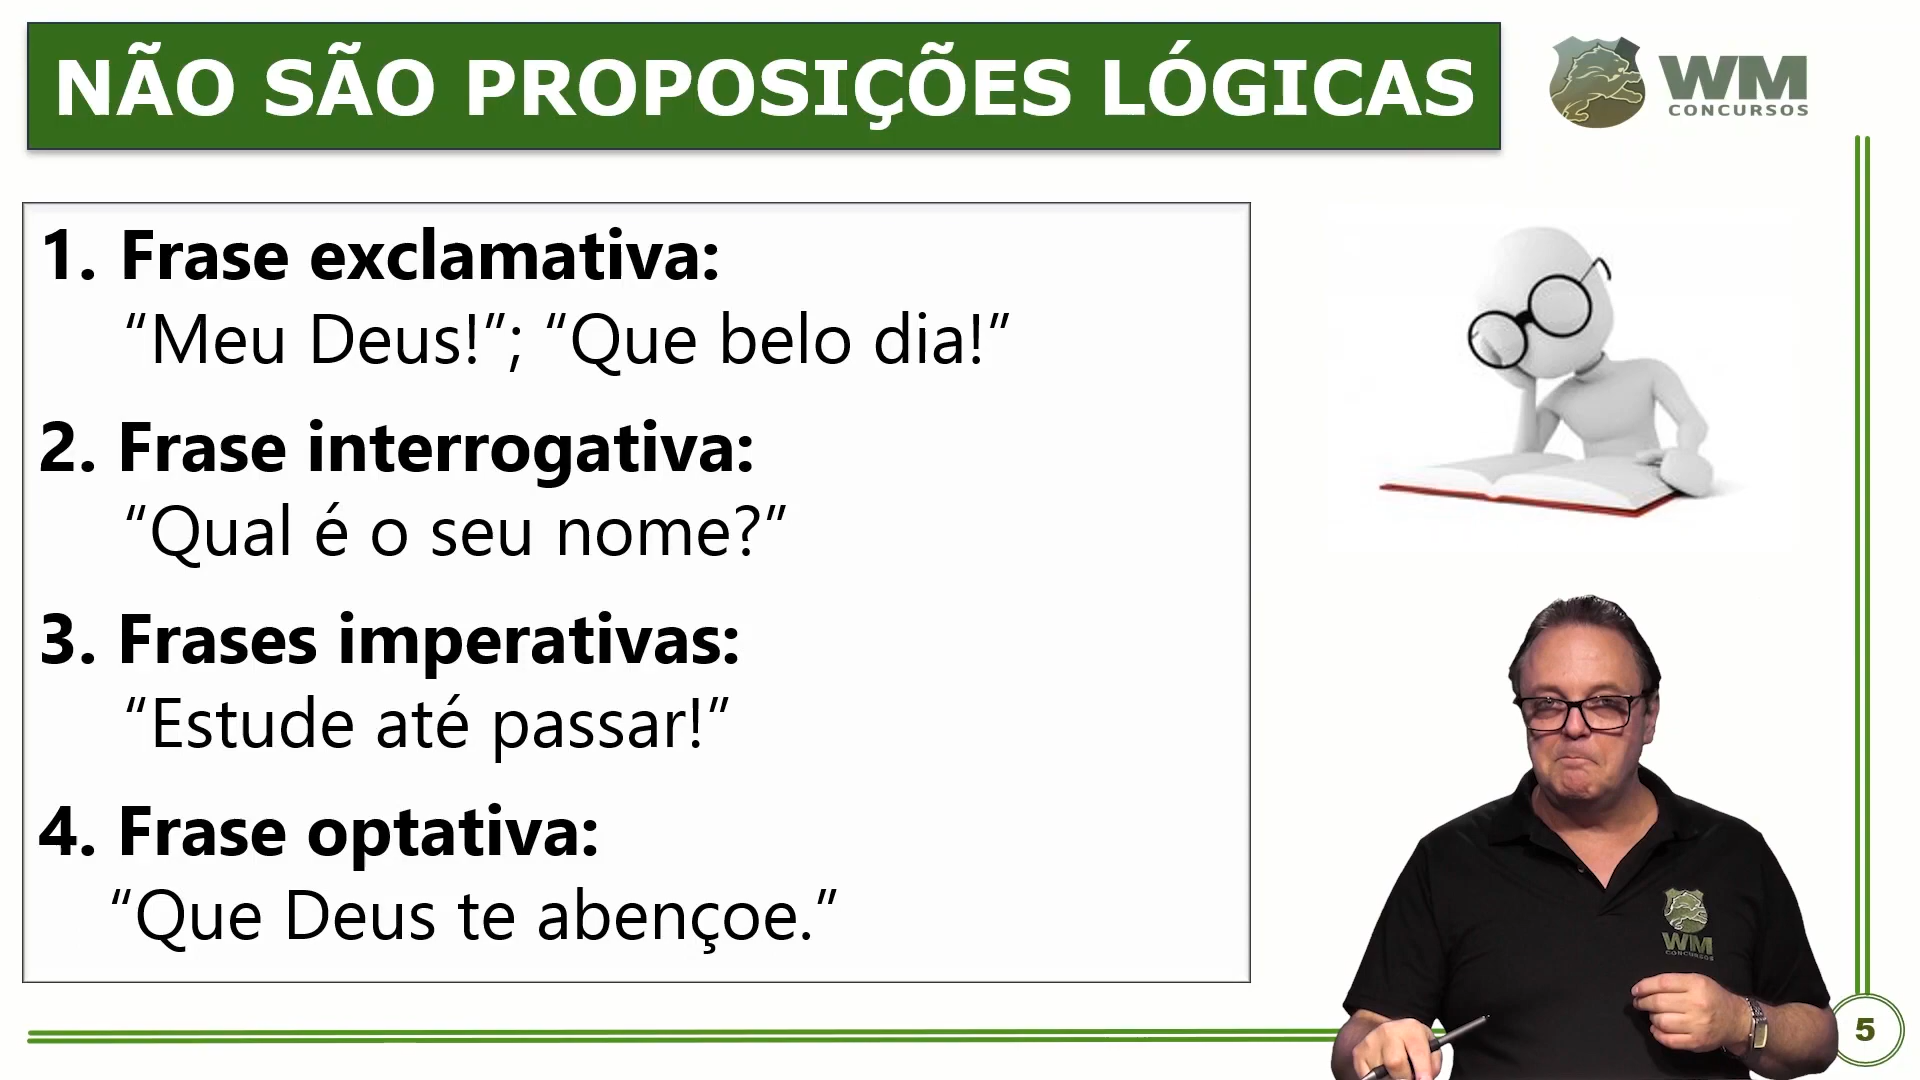 NÃO SÃO PROPOSIÇÕES LÓGICAS
WM
CONCURSOS
1. Frase exclamativa:
“Meu Deus!”; “Que belo dia!”
2. Frase interrogativa:
“Qual é o seu nome?”
3. Frases imperativas:
“Estude até passar!”
4. Frase optativa:
“Que Deus te abençoe.”
WM
CONCURSOS
5